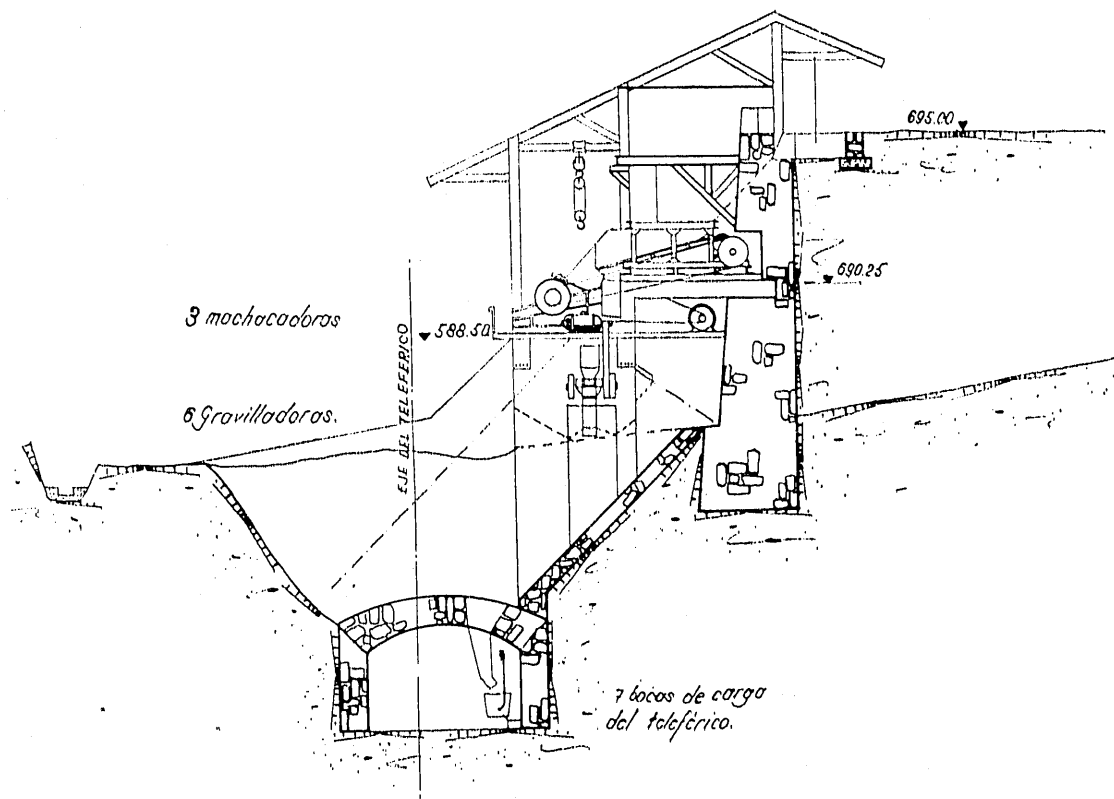 695.00
690.25
3 machacadoras
588.50
EJE DEL TELEFERICO
6 Gravilladoras.
7 bocas de carga
del teleférico.